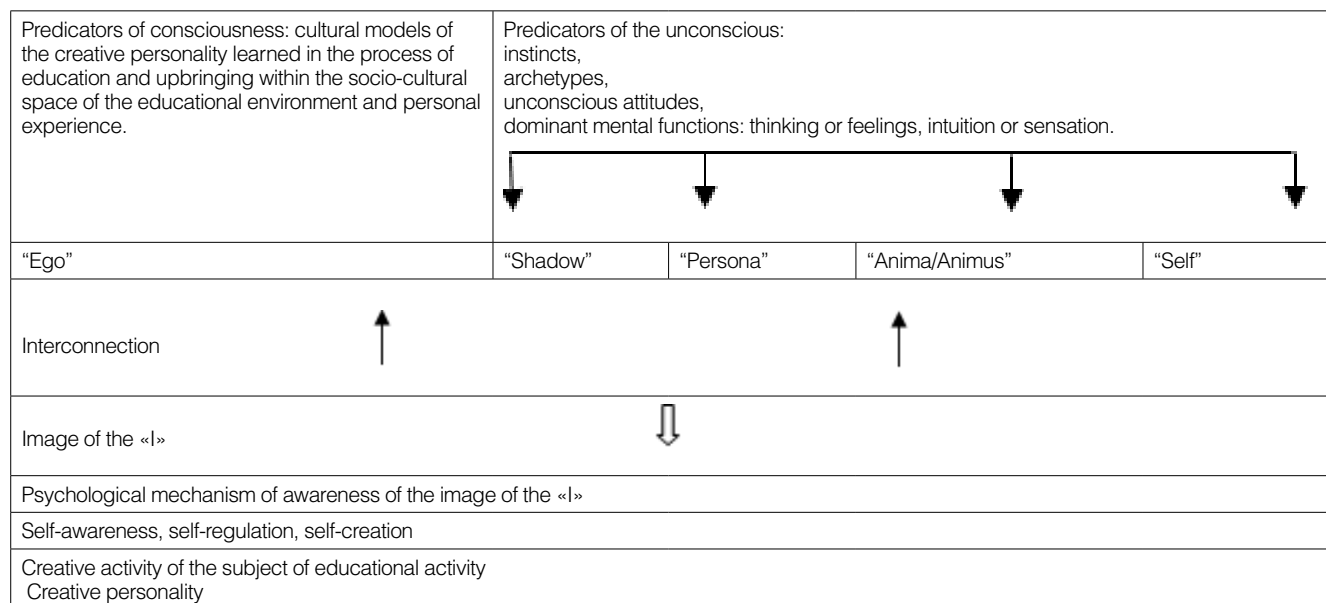 Predicators of consciousness: cultural models
of the creative personality learned in the process of
education and upbringing within the socio-cultural
space of the educational environment and personal
experience.
Predicators of the unconscious:
instincts,
archetypes,
unconscious attitudes,
dominant mental functions: thinking or feelings, intuition or sensation.
“Ego”
“Shadow”
“Persona”
“Anima/Animus”
“Self”
Interconnection
Image of the «I»
Psychological mechanism of awareness of the image of the «I»
Self-awareness, self-regulation, self-creation
Creative activity of the subject of educational activity
Creative personality